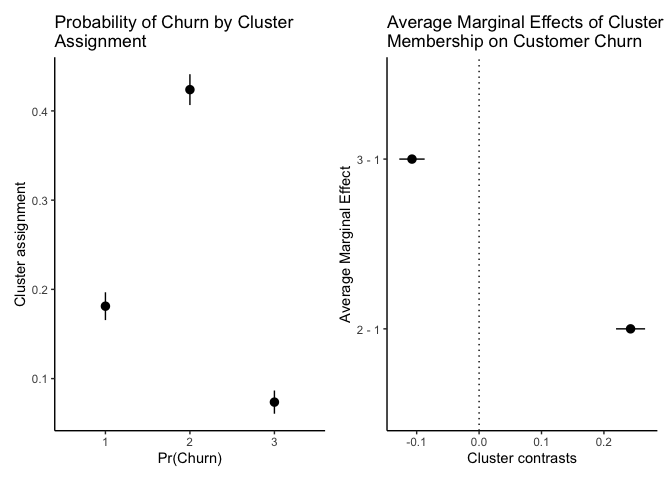 Probability of Churn by Cluster
Assignment
Cluster assignment
0.4
0.3
0.2
0.1
1 2 3
Pr(Churn)
Average Marginal Effects of Cluster
Membership on Customer Churn
Average Marginal Effect
3 - 1
2 - 1
-0.1 0.0 0.1 0.2
Cluster contrasts